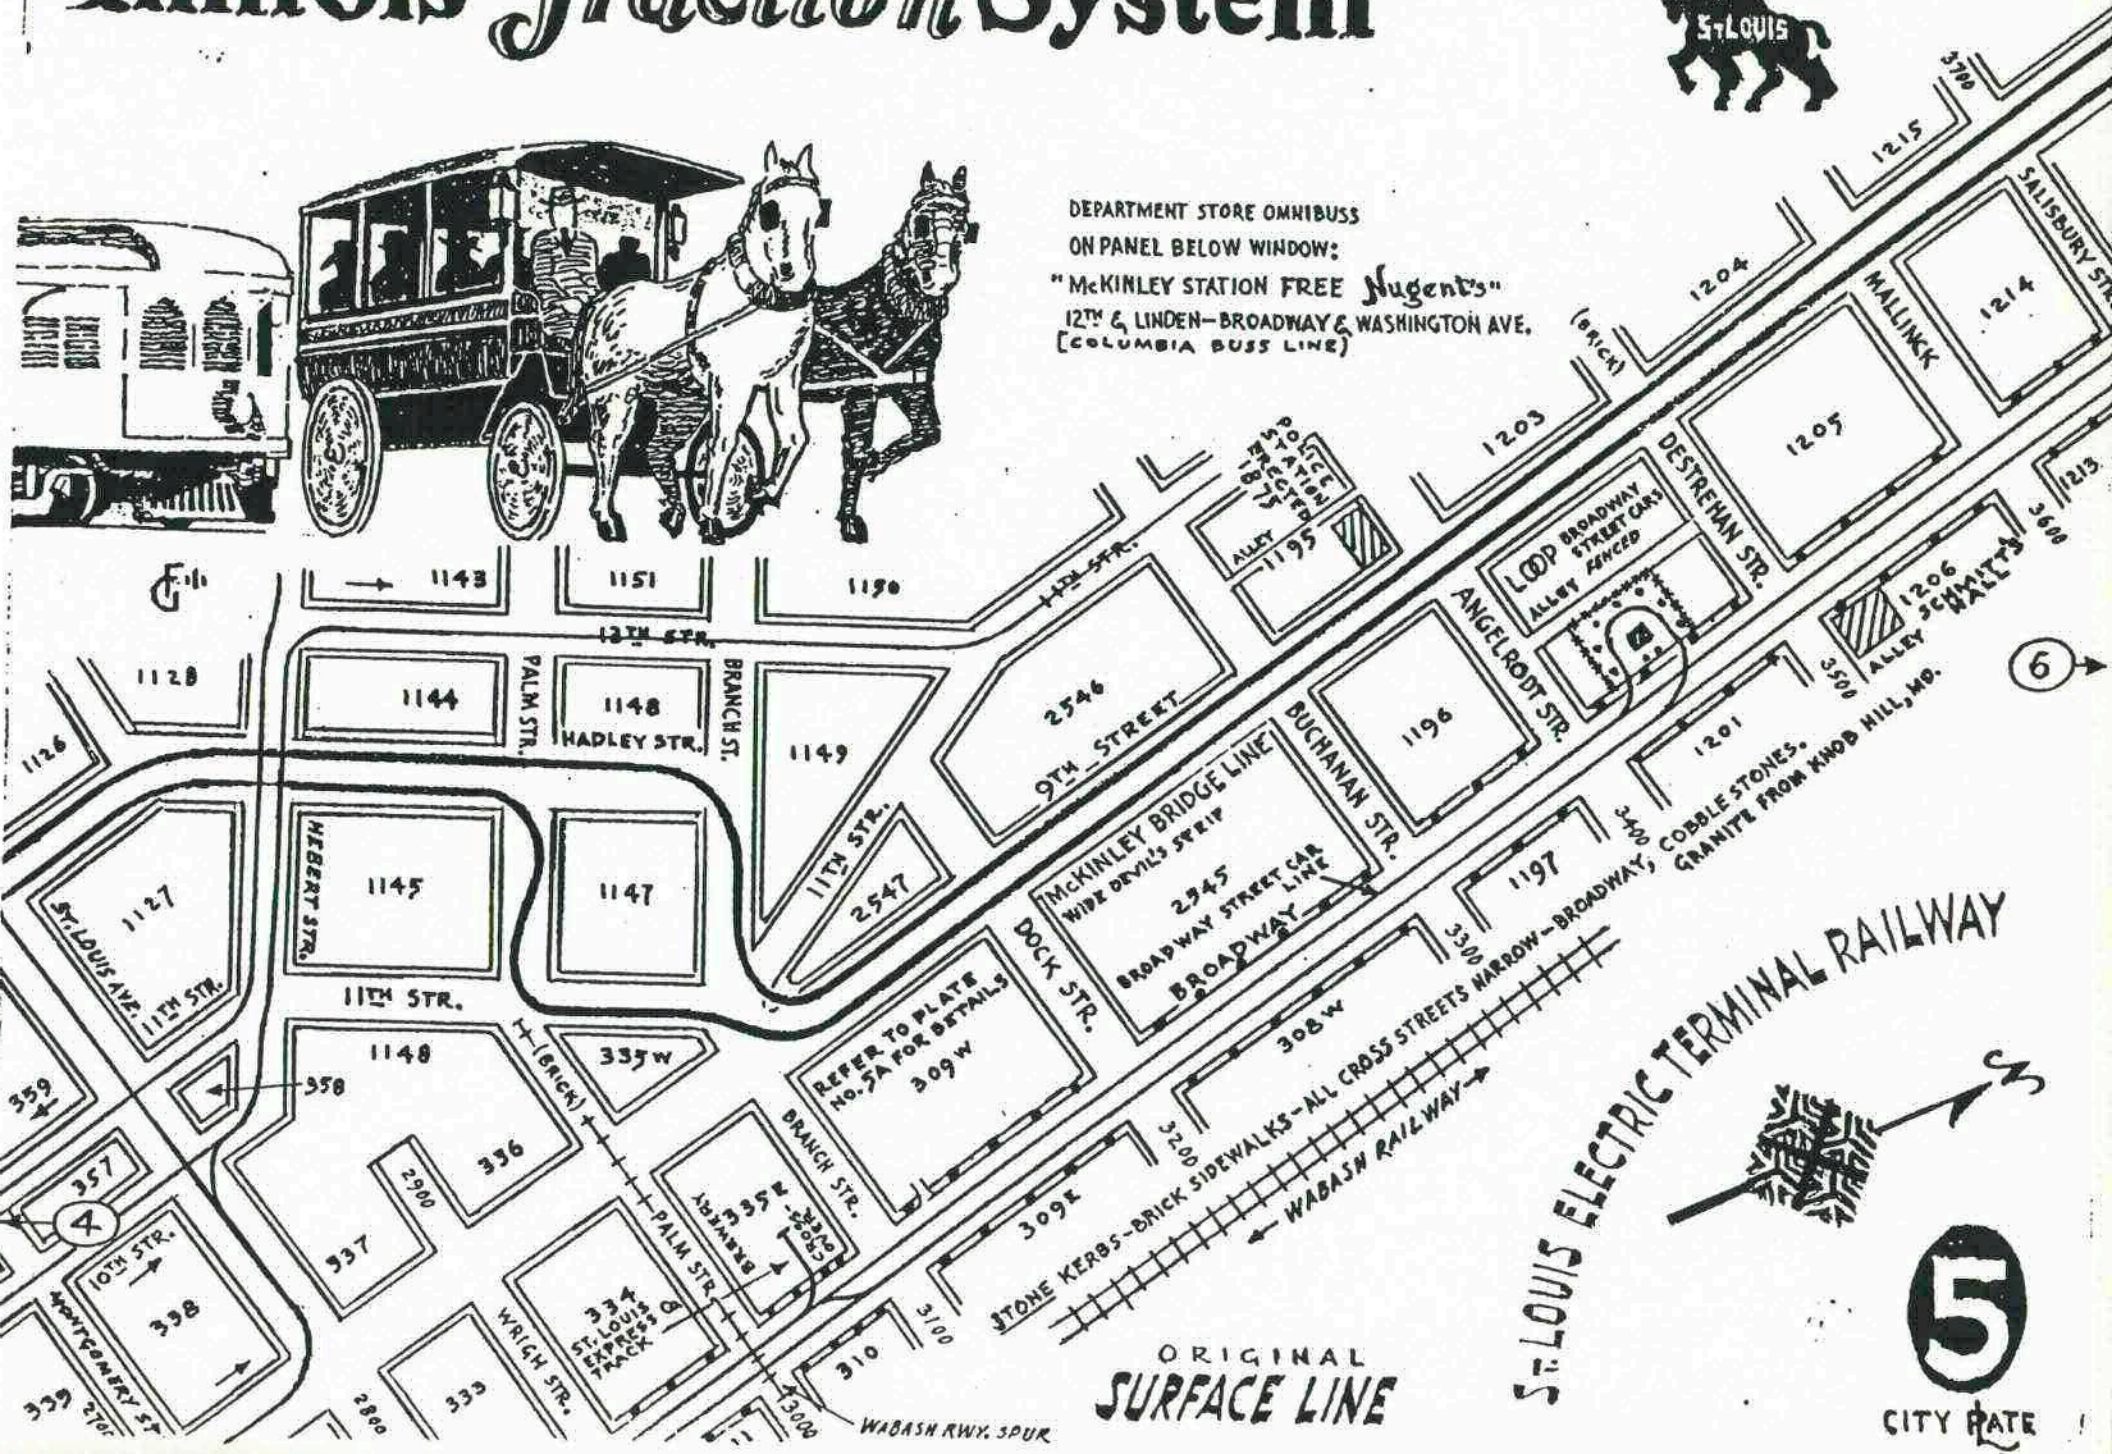 Illinois Traction System
ST LOUIS
DEPARTMENT STORE OMNIBUSS
ON PANEL BELOW WINDOW:
"McKINLEY STATION FREE Nugent's"
12TH & LINDEN-BROADWAY & WASHINGTON AVE.
[COLUMBIA BUSS LINE]
3700
1215
SALISBURY STR
1204
MALLINCK
1214
(BRICK)
1203
1205
DESTREHAN STR.
1213
3600
POLICE
STATION
ERECTED
1875
ALLEY
1195
LOOP BROADWAY
STREET CARS
ALLEY FENCED
1206
SCHMITT'S
HALL
ALLEY
3500
6
1143
1151
1150
11TH STR.
12TH STR.
ANGELRODT STR.
1128
1144
PALM STR.
1148
HADLEY STR.
BRANCH ST.
1149
2546
9TH STREET
1196
BUCHANAN STR.
1201
3400
1126
McKINLEY BRIDGE LINE
WIDE DEVIL'S STRIP
2545
BROADWAY STREET CAR
LINE
BROADWAY
1197
3300
1127
ST. LOUIS AVE.
11TH STR.
HEBERT STR.
1145
1147
11TH STR.
2547
DOCK STR.
11TH STR.
REFER TO PLATE
NO. 5A FOR DETAILS
309W
308W
1148
(BRICK)
335W
359
358
357
4
336
2900
337
BRANCH STR.
335E
BREWERY
CROSS-
OVER
3200
309E
STONE KERBS-BRICK SIDEWALKS-ALL CROSS STREETS NARROW-BROADWAY, COBBLE STONES.
GRANITE FROM KNOB HILL, MO.
WABASH RAILWAY
10TH STR.
338
MONTGOMERY ST
339
2800
333
WRIGH STR.
334
ST. LOUIS
EXPRESS CO
TRACK
PALM STR.
3100
310
3000
11
WABASH RWY. SPUR
ORIGINAL
SURFACE LINE
ST. LOUIS ELECTRIC TERMINAL RAILWAY
N
5
CITY PLATE